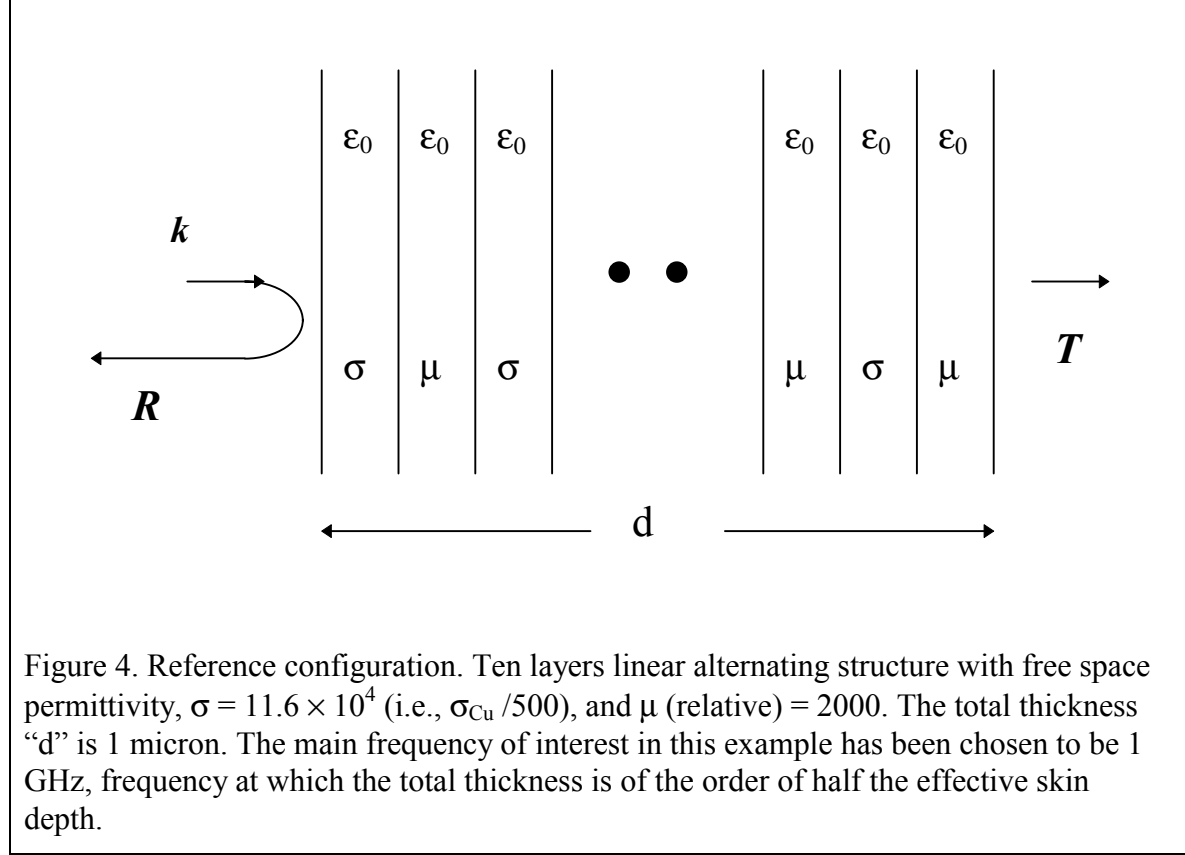 ε₀ ε₀ ε₀ ε₀ ε₀ ε₀
k
σ μ σ μ σ μ
R
T
d
Figure 4. Reference configuration. Ten layers linear alternating structure with free space
permittivity, σ = 11.6 × 10⁴ (i.e., σCu /500), and μ (relative) = 2000. The total thickness
“d” is 1 micron. The main frequency of interest in this example has been chosen to be 1
GHz, frequency at which the total thickness is of the order of half the effective skin
depth.